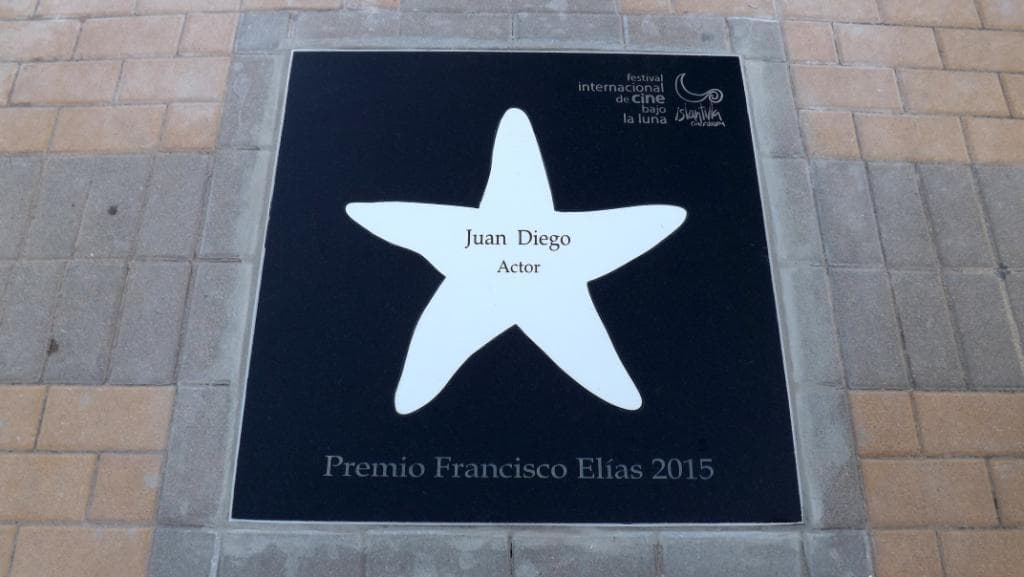 festival
internacional
de cine
bajo
la luna
islantilla
Juan Diego
Actor
Premio Francisco Elías 2015